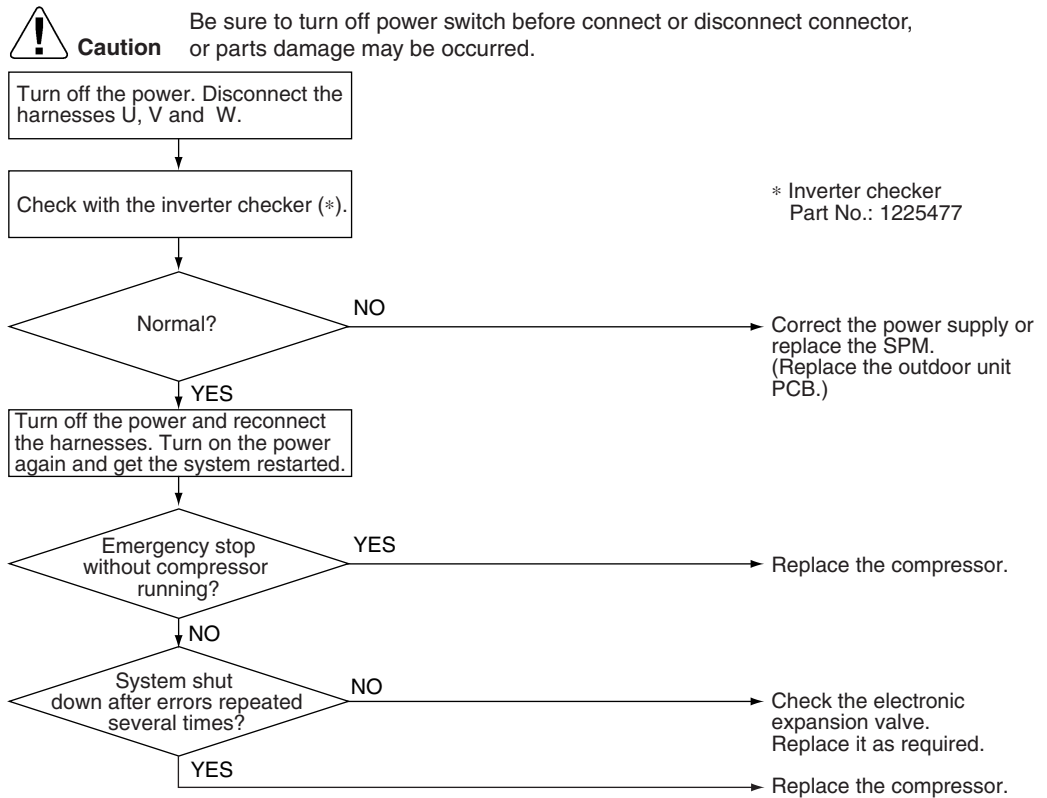 Be sure to turn off power switch before connect or disconnect connector,
Caution or parts damage may be occurred.
Turn off the power. Disconnect the
harnesses U, V and W.
Check with the inverter checker (*).
* Inverter checker
Part No.: 1225477
Normal?
NO
Correct the power supply or
replace the SPM.
(Replace the outdoor unit
PCB.)
YES
Turn off the power and reconnect
the harnesses. Turn on the power
again and get the system restarted.
Emergency stop
without compressor
running?
YES
Replace the compressor.
NO
System shut
down after errors repeated
several times?
NO
Check the electronic
expansion valve.
Replace it as required.
YES
Replace the compressor.